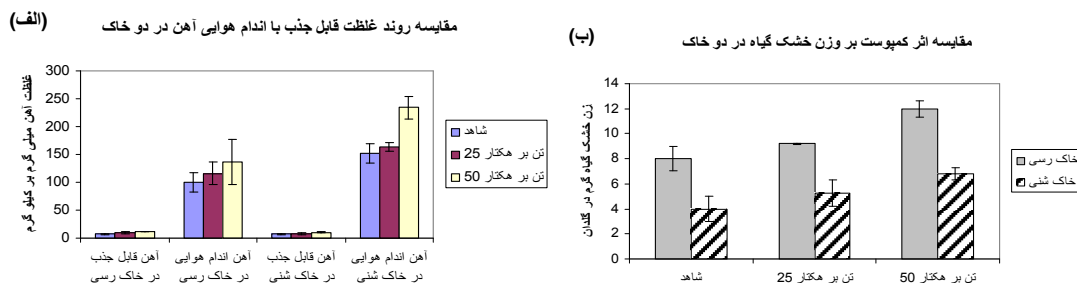 (الف)
مقایسه روند غلظت قابل جذب با اندام هوایی آهن در دو خاک
غلظت آهن میلی گرم بر کیلو گرم
300
250
200
150
100
50
0
آهن قابل جذب
در خاک رسی
آهن اندام هوایی
در خاک رسی
آهن قابل جذب
در خاک شنی
آهن اندام هوایی
در خاک شنی
شاهد
25 تن بر هکتار
50 تن بر هکتار
(ب)
مقایسه اثر کمپوست بر وزن خشک گیاه در دو خاک
زن خشک گیاه گرم در گلدان
14
12
10
8
6
4
2
0
شاهد
25 تن بر هکتار
50 تن بر هکتار
خاک رسی
خاک شنی